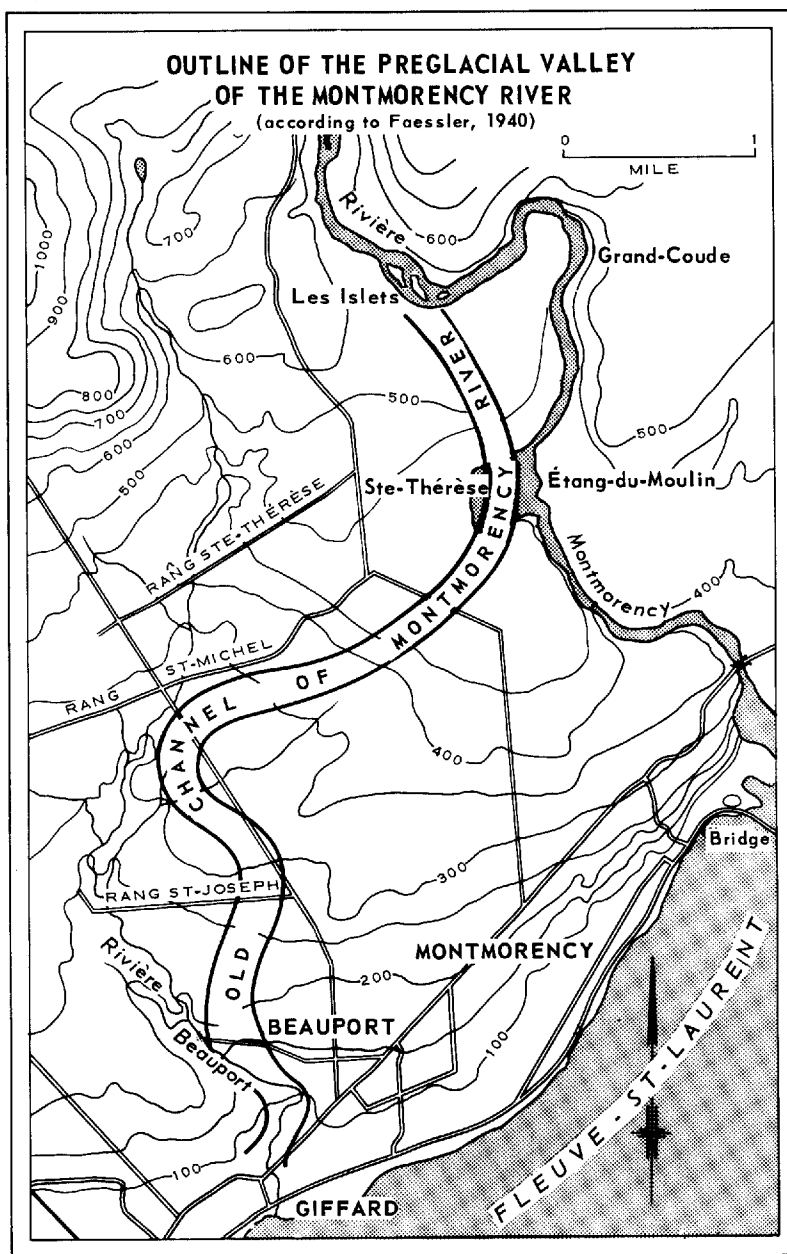 OUTLINE OF THE PREGLACIAL VALLEY
OF THE MONTMORENCY RIVER
(according to Faessler, 1940)
0 1
MILE
Rivière
700
600
1000
Grand-Coude
900
Les Islets
600
800
700
600
500
500
500
Ste-Thérèse
Étang-du-Moulin
RANG STE-THÉRÈSE
Montmorency
400
RANG ST-MICHEL
OLD CHANNEL OF MONTMORENCY RIVER
400
Bridge
300
RANG ST-JOSEPH
MONTMORENCY
Rivière
200
BEAUPORT
Beauport
100
FLEUVE-ST-LAURENT
100
GIFFARD